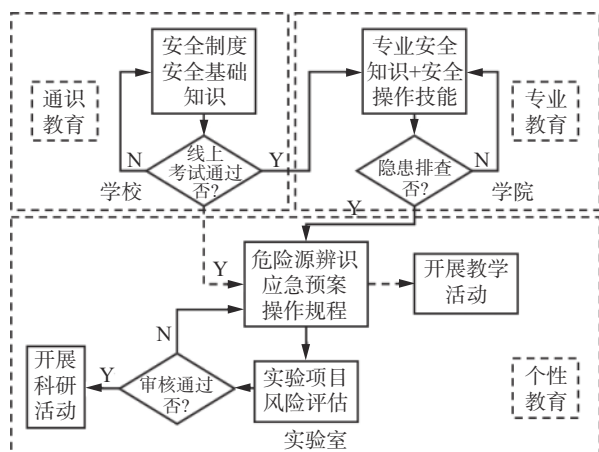 安全制度
安全基础
知识
通识
教育
N
线上
考试通过
否?
Y
学校
专业安全
知识+安全
操作技能
专业
教育
隐患排查
否?
N
学院
Y
Y
危险源辨识
应急预案
操作规程
开展教学
活动
N
开展
科研
活动
Y
审核通过
否?
实验项目
风险评估
个性
教育
实验室